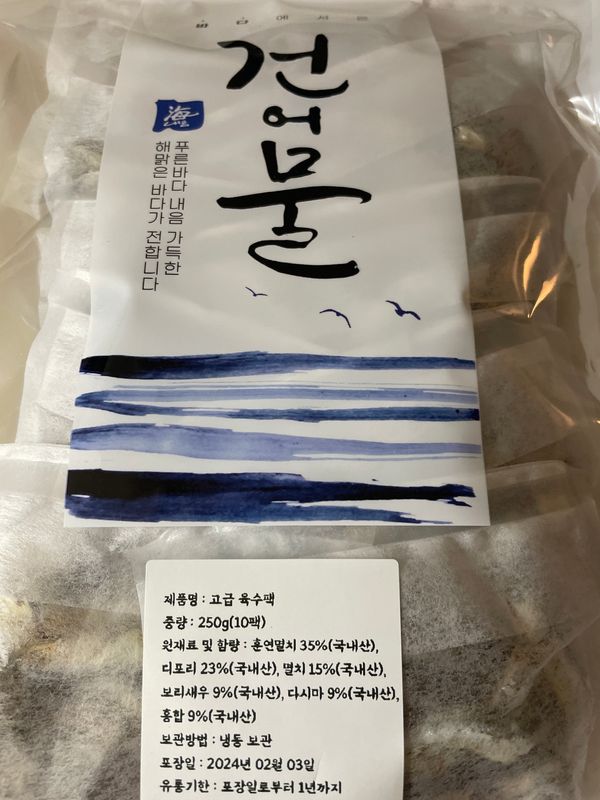 바다에서온
건어물
海
푸른바다 내음 가득한
해맑은 바다가 전합니다
제품명 : 고급 육수팩
중량 : 250g(10팩)
원재료 및 함량 : 훈연멸치 35%(국내산),
디포리 23%(국내산), 멸치 15%(국내산),
보리새우 9%(국내산), 다시마 9%(국내산),
홍합 9%(국내산)
보관방법 : 냉동 보관
포장일 : 2024년 02월 03일
유통기한 : 포장일로부터 1년까지